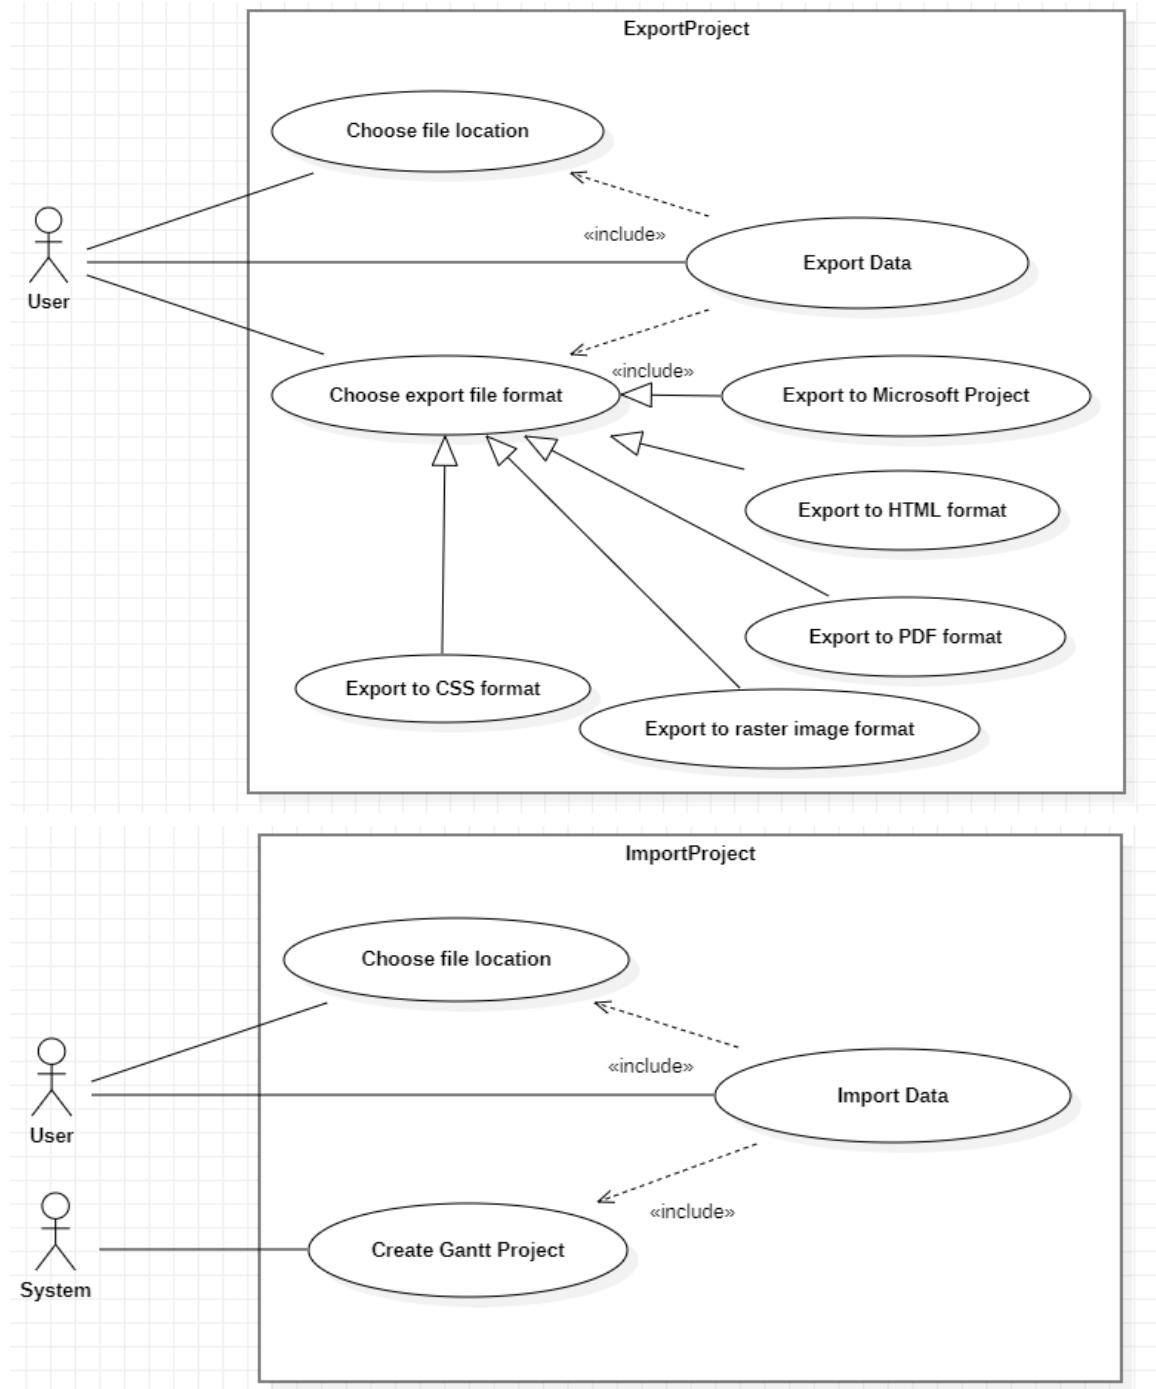 ExportProject
Choose file location
«include»
Export Data
User
«include»
Choose export file format
Export to Microsoft Project
Export to HTML format
Export to PDF format
Export to CSS format
Export to raster image format
ImportProject
Choose file location
«include»
Import Data
User
«include»
Create Gantt Project
System